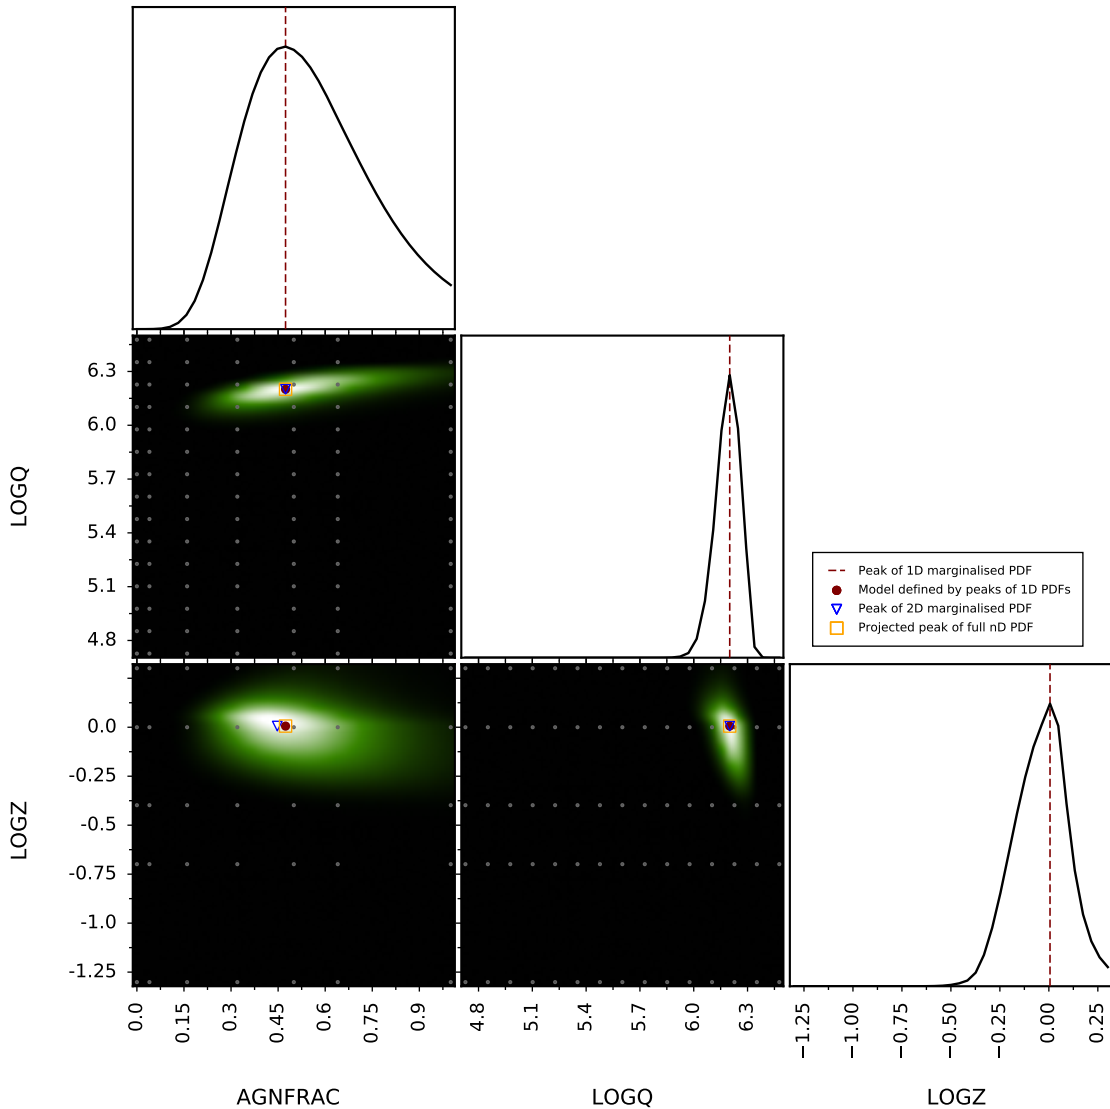 6.3
6.0
5.7
5.4
5.1
4.8
LOGQ
Peak of 1D marginalised PDF
Model defined by peaks of 1D PDFs
Peak of 2D marginalised PDF
Projected peak of full nD PDF
0.0
-0.25
-0.5
-0.75
-1.0
-1.25
LOGZ
0.0 0.15 0.3 0.45 0.6 0.75 0.9
4.8 5.1 5.4 5.7 6.0 6.3
−1.25 −1.00 −0.75 −0.50 −0.25 0.00 0.25
AGNFRAC LOGQ LOGZ